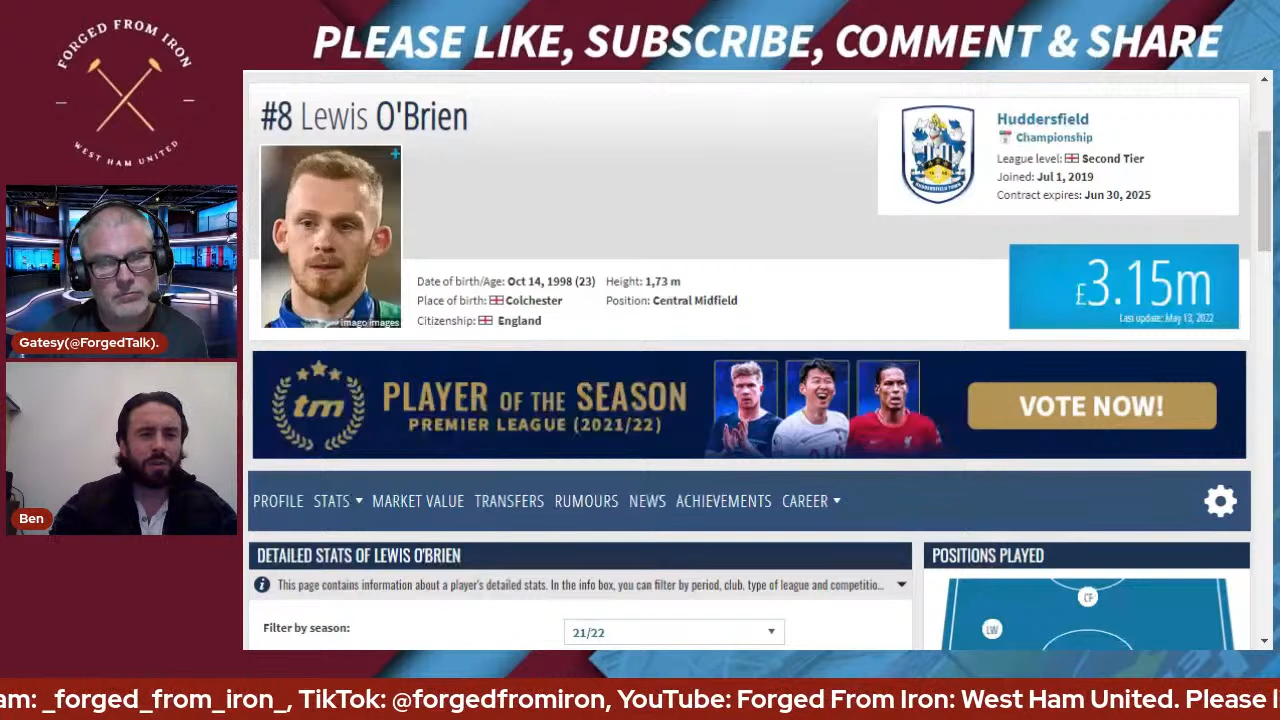 FORGED FROM IRON
WEST HAM UNITED
PLEASE LIKE, SUBSCRIBE, COMMENT & SHARE
#8 Lewis O'Brien
imago images
Date of birth/Age: Oct 14, 1998 (23)
Place of birth: Colchester
Citizenship: England
Height: 1,73 m
Position: Central Midfield
Huddersfield
Championship
League level: Second Tier
Joined: Jul 1, 2019
Contract expires: Jun 30, 2025
HUDDERSFIELD TOWN
£3.15m
Last update: May 13, 2022
Gatesy(@ForgedTalk).
Ben
tm
PLAYER OF THE SEASON
PREMIER LEAGUE (2021/22)
VOTE NOW!
PROFILE STATS MARKET VALUE TRANSFERS RUMOURS NEWS ACHIEVEMENTS CAREER
DETAILED STATS OF LEWIS O'BRIEN
This page contains information about a player's detailed stats. In the info box, you can filter by period, club, type of league and competitio...
Filter by season:
21/22
POSITIONS PLAYED
CF
LW
am: _forged_from_iron_, TikTok: @forgedfromiron, YouTube: Forged From Iron: West Ham United. Please l